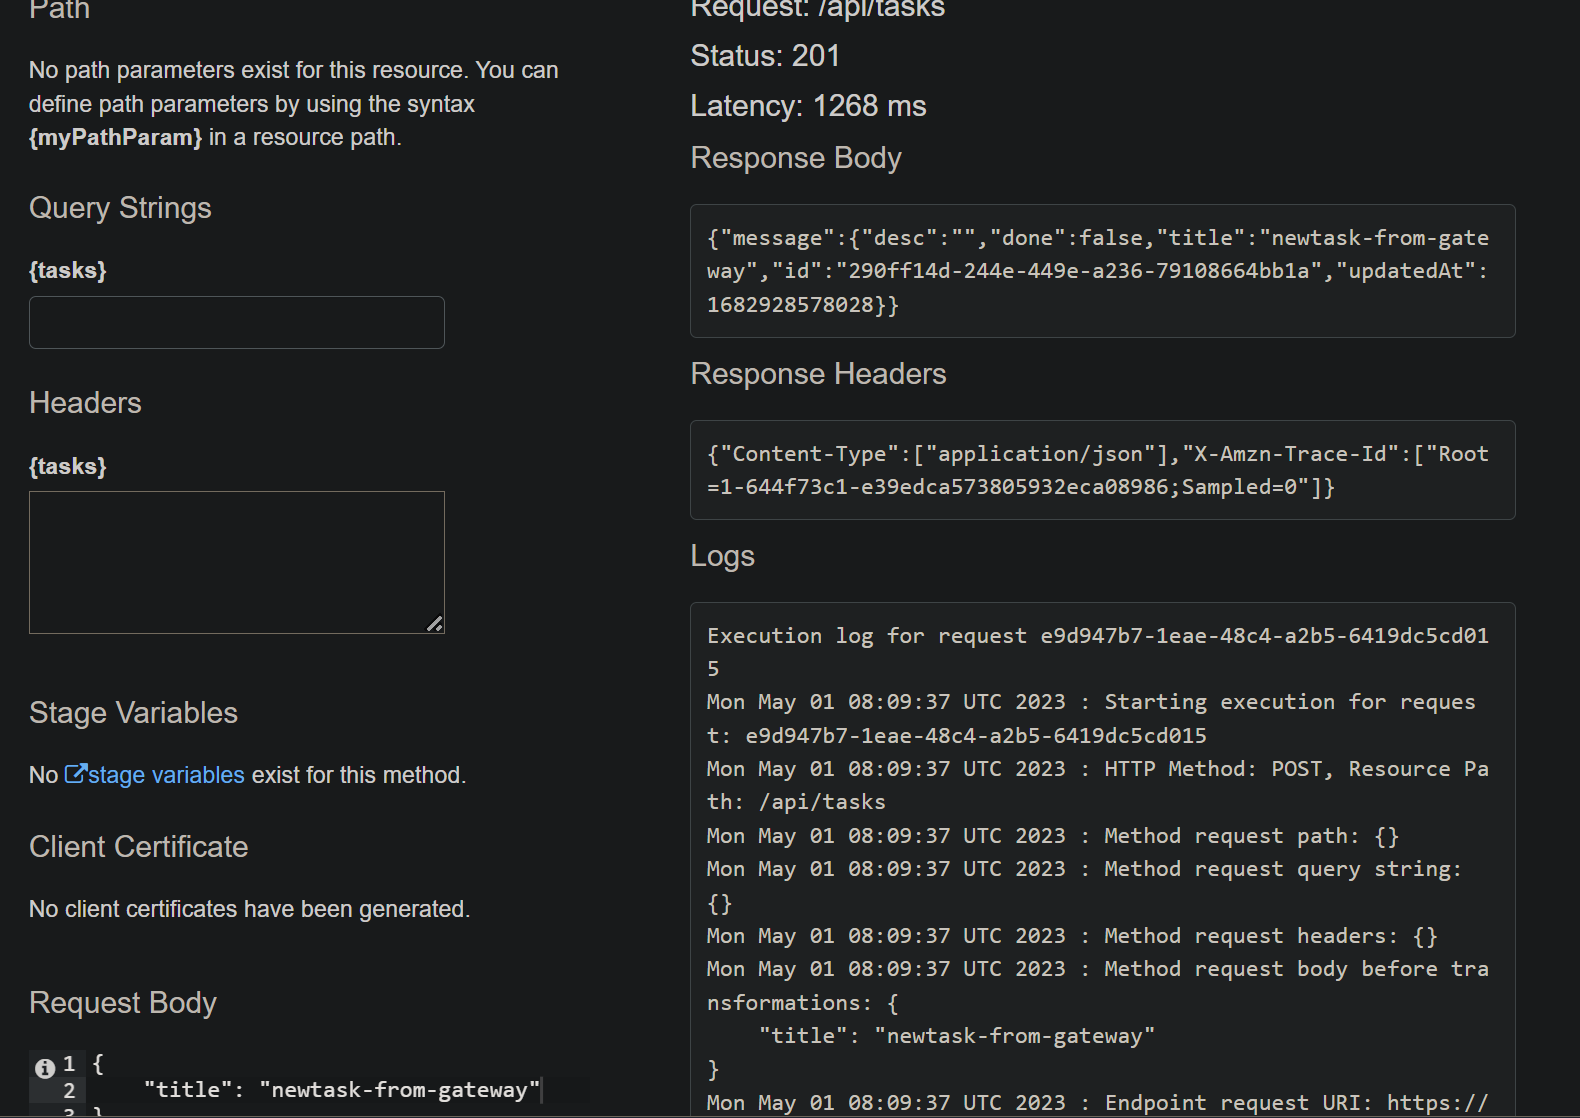 Path
No path parameters exist for this resource. You can
define path parameters by using the syntax
{myPathParam} in a resource path.
Query Strings
{tasks}
Headers
{tasks}
Stage Variables
No stage variables exist for this method.
Client Certificate
No client certificates have been generated.
Request Body
1 {
2 "title": "newtask-from-gateway"
3 }
Request: /api/tasks
Status: 201
Latency: 1268 ms
Response Body
{"message":{"desc":"","done":false,"title":"newtask-from-gate
way","id":"290ff14d-244e-449e-a236-79108664bb1a","updatedAt":
1682928578028}}
Response Headers
{"Content-Type":["application/json"],"X-Amzn-Trace-Id":["Root
=1-644f73c1-e39edca573805932eca08986;Sampled=0"]}
Logs
Execution log for request e9d947b7-1eae-48c4-a2b5-6419dc5cd01
5
Mon May 01 08:09:37 UTC 2023 : Starting execution for reques
t: e9d947b7-1eae-48c4-a2b5-6419dc5cd015
Mon May 01 08:09:37 UTC 2023 : HTTP Method: POST, Resource Pa
th: /api/tasks
Mon May 01 08:09:37 UTC 2023 : Method request path: {}
Mon May 01 08:09:37 UTC 2023 : Method request query string:
{}
Mon May 01 08:09:37 UTC 2023 : Method request headers: {}
Mon May 01 08:09:37 UTC 2023 : Method request body before tra
nsformations: {
"title": "newtask-from-gateway"
}
Mon May 01 08:09:37 UTC 2023 : Endpoint request URI: https://